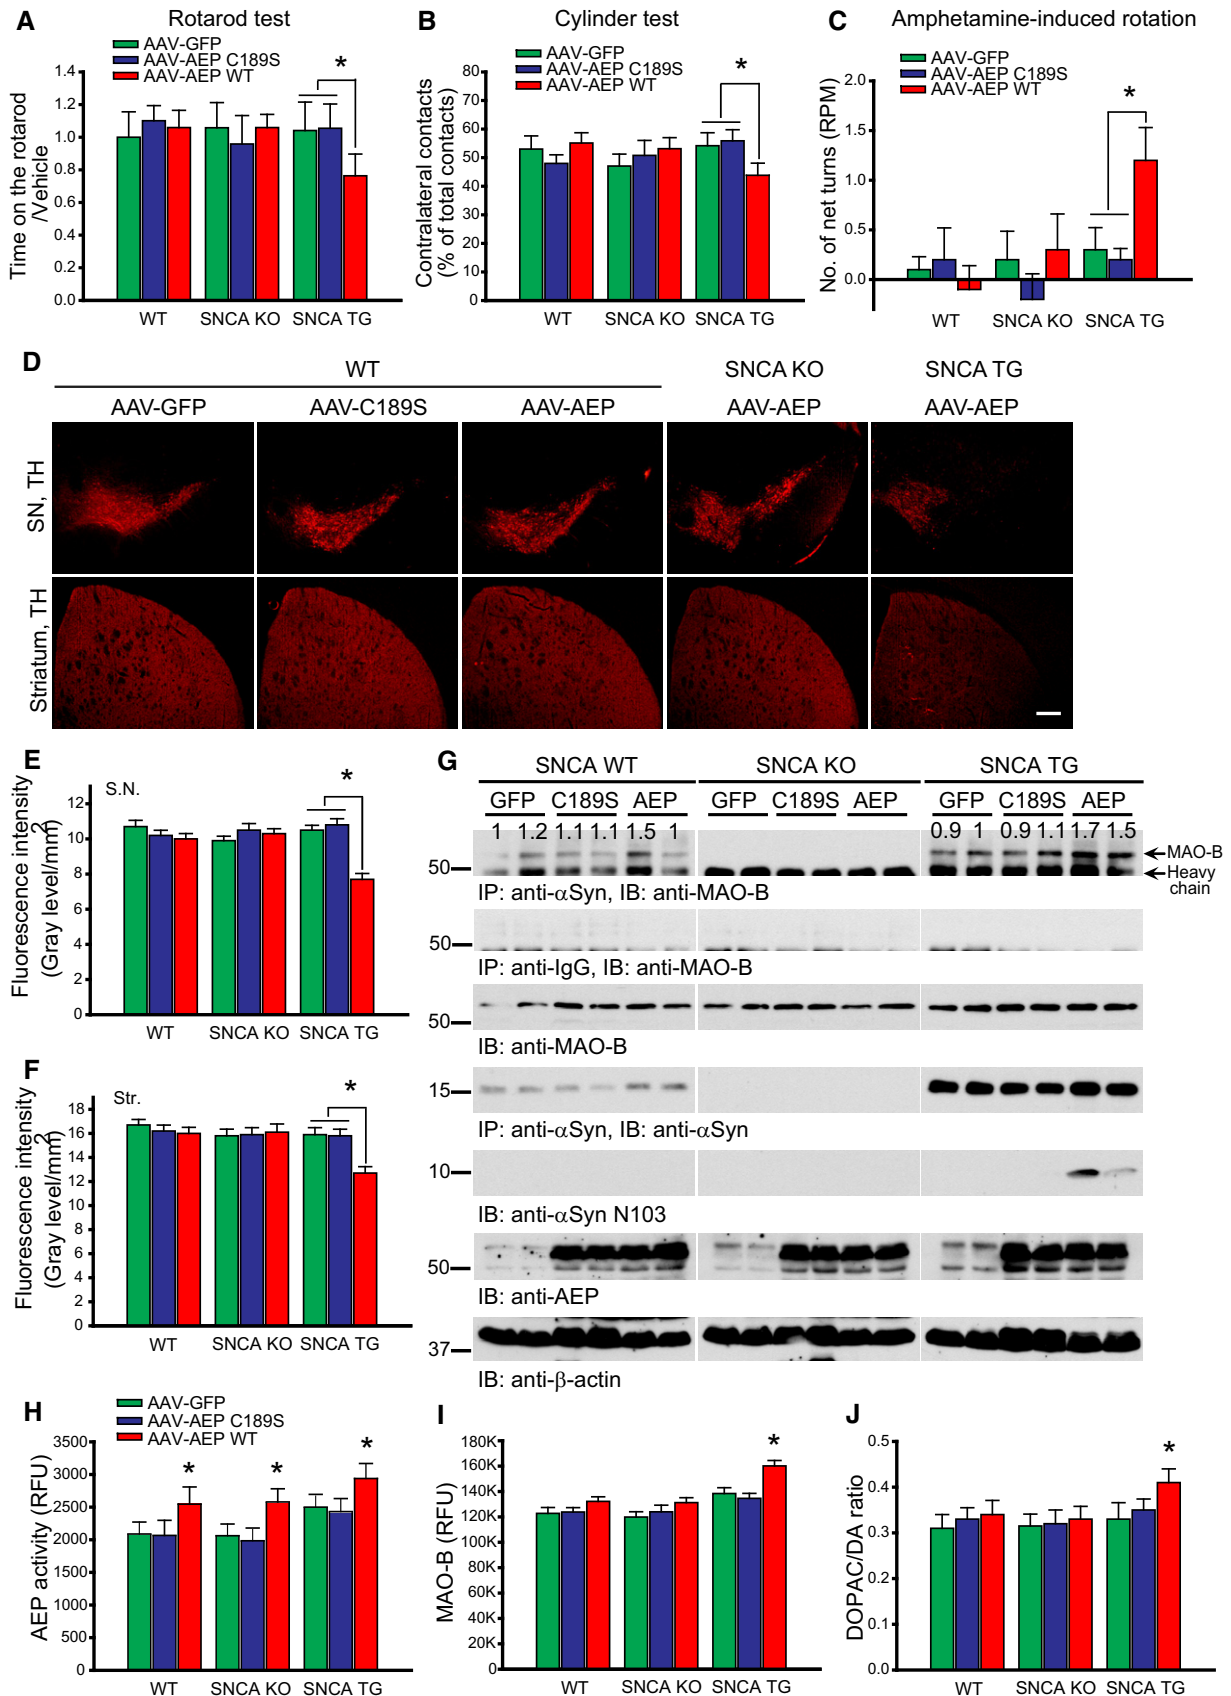 A
Rotarod test
AAV-GFP
AAV-AEP C189S
AAV-AEP WT
Time on the rotarod
/Vehicle
1.4
1.2
1.0
0.8
0.6
0.4
0.2
0.0
*
WT
SNCA KO
SNCA TG
B
Cylinder test
AAV-GFP
AAV-AEP C189S
AAV-AEP WT
Contralateral contacts
(% of total contacts)
80
70
60
50
40
30
20
10
0
*
WT
SNCA KO
SNCA TG
C
Amphetamine-induced rotation
AAV-GFP
AAV-AEP C189S
AAV-AEP WT
No. of net turns (RPM)
2.0
1.5
1.0
0.5
0.0
*
WT
SNCA KO
SNCA TG
D
WT
SNCA KO
SNCA TG
AAV-GFP
AAV-C189S
AAV-AEP
AAV-AEP
AAV-AEP
SN, TH
Striatum, TH
E
S.N.
Fluorescence intensity
(Gray level/mm2)
12
10
8
6
4
2
0
*
WT
SNCA KO
SNCA TG
F
Str.
Fluorescence intensity
(Gray level/mm2)
18
16
14
12
10
8
6
4
2
0
*
WT
SNCA KO
SNCA TG
G
SNCA WT
SNCA KO
SNCA TG
GFP C189S AEP
GFP C189S AEP
GFP C189S AEP
1 1.2 1.1 1.1 1.5 1
0.9 1 0.9 1.1 1.7 1.5
50
MAO-B
Heavy
chain
IP: anti-αSyn, IB: anti-MAO-B
50
IP: anti-IgG, IB: anti-MAO-B
50
IB: anti-MAO-B
15
IP: anti-αSyn, IB: anti-αSyn
10
IB: anti-αSyn N103
50
IB: anti-AEP
37
IB: anti-β-actin
H
AAV-GFP
AAV-AEP C189S
AAV-AEP WT
AEP activity (RFU)
3500
3000
2500
2000
1500
1000
500
0
*
*
*
WT
SNCA KO
SNCA TG
I
MAO-B (RFU)
180K
160K
140K
120K
100K
80K
60K
40K
20K
0
*
WT
SNCA KO
SNCA TG
J
DOPAC/DA ratio
0.5
0.4
0.3
0.2
0.1
0.0
*
WT
SNCA KO
SNCA TG